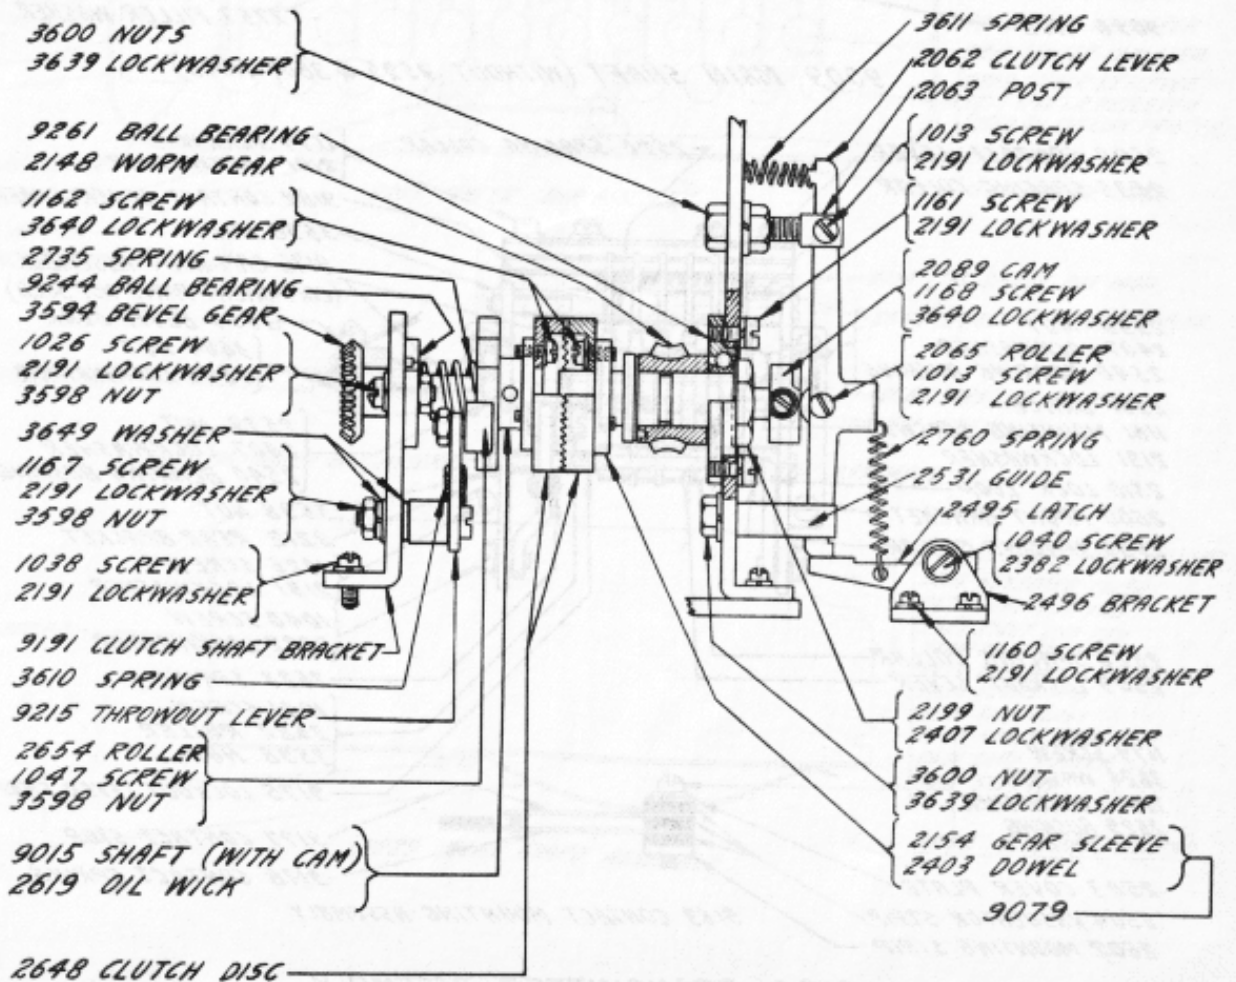 3600 NUTS
3639 LOCKWASHER
9261 BALL BEARING
2148 WORM GEAR
1162 SCREW
3640 LOCKWASHER
2735 SPRING
9244 BALL BEARING
3594 BEVEL GEAR
1026 SCREW
2191 LOCKWASHER
3598 NUT
3649 WASHER
1167 SCREW
2191 LOCKWASHER
3598 NUT
1038 SCREW
2191 LOCKWASHER
9191 CLUTCH SHAFT BRACKET
3610 SPRING
9215 THROWOUT LEVER
2654 ROLLER
1047 SCREW
3598 NUT
9015 SHAFT (WITH CAM)
2619 OIL WICK
2648 CLUTCH DISC
3611 SPRING
2062 CLUTCH LEVER
2063 POST
1013 SCREW
2191 LOCKWASHER
1161 SCREW
2191 LOCKWASHER
2089 CAM
1168 SCREW
3640 LOCKWASHER
2065 ROLLER
1013 SCREW
2191 LOCKWASHER
2760 SPRING
2531 GUIDE
2495 LATCH
1040 SCREW
2382 LOCKWASHER
2496 BRACKET
1160 SCREW
2191 LOCKWASHER
2199 NUT
2407 LOCKWASHER
3600 NUT
3639 LOCKWASHER
2154 GEAR SLEEVE
2403 DOWEL
9079